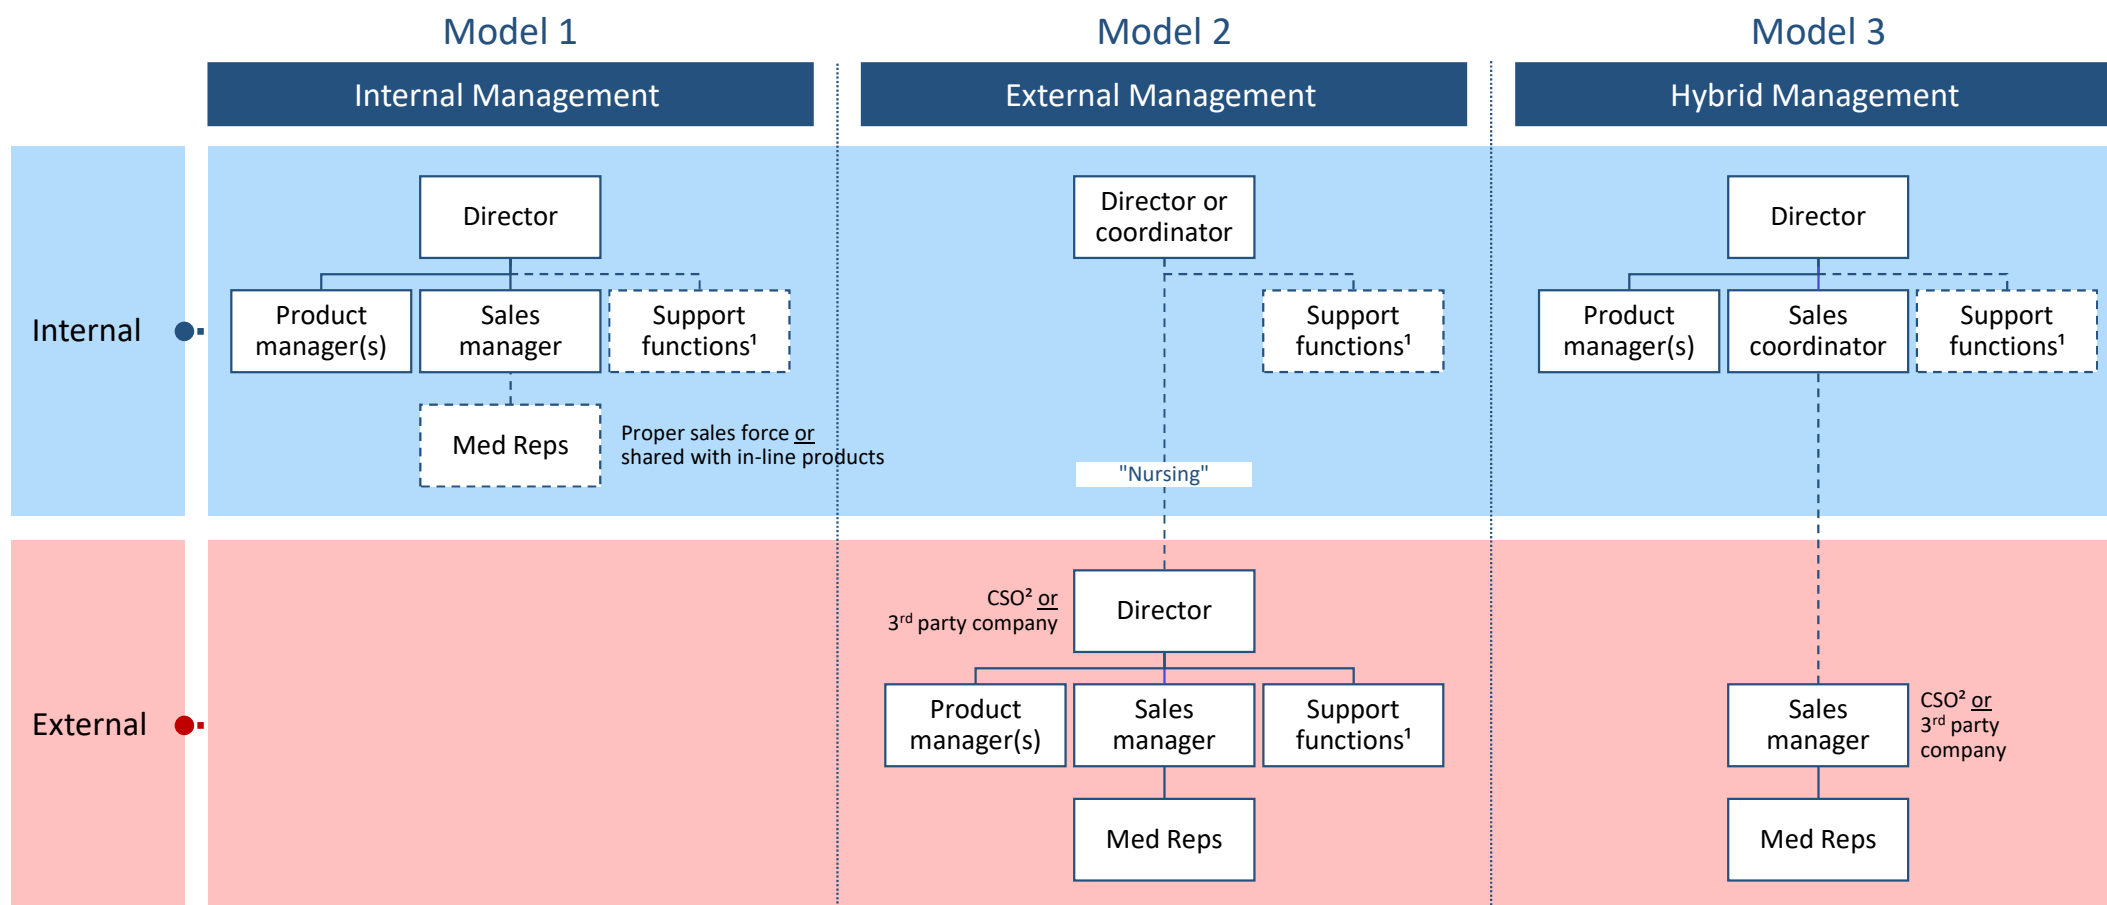 Model 1
Model 2
Model 3
Internal Management
External Management
Hybrid Management
Internal
Director
Product
manager(s)
Sales
manager
Support
functions¹
Med Reps
Proper sales force or
shared with in-line products
Director or
coordinator
Support
functions¹
"Nursing"
Director
Product
manager(s)
Sales
coordinator
Support
functions¹
External
CSO² or
3rd party company
Director
Product
manager(s)
Sales
manager
Support
functions¹
Med Reps
Sales
manager
CSO² or
3rd party
company
Med Reps